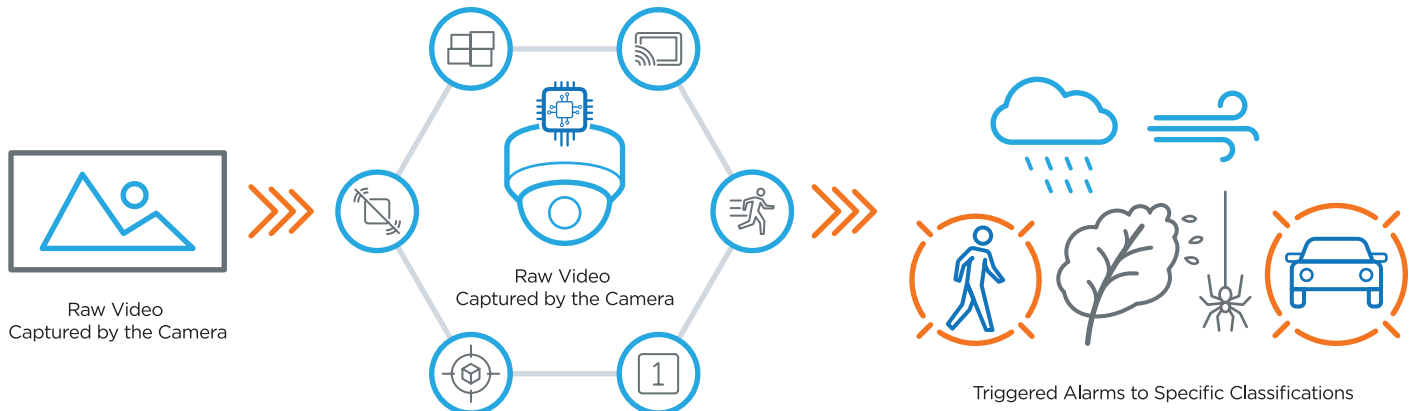 Raw Video
Captured by the Camera
Raw Video
Captured by the Camera
1
Triggered Alarms to Specific Classifications